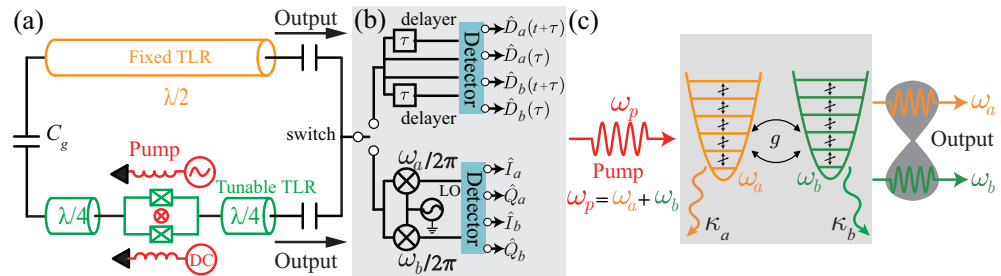 (a)
Output
Fixed TLR
λ/2
C_g
Pump
Tunable TLR
λ/4
λ/4
DC
Output
switch
(b)
delayer
τ
τ
delayer
Detector
D̂_a(t+τ)
D̂_a(τ)
D̂_b(t+τ)
D̂_b(τ)
ω_a/2π
LO
ω_b/2π
Detector
Î_a
Q̂_a
Î_b
Q̂_b
(c)
ω_p
Pump
ω_p=ω_a+ω_b
g
ω_a
ω_b
κ_a
κ_b
ω_a
Output
ω_b